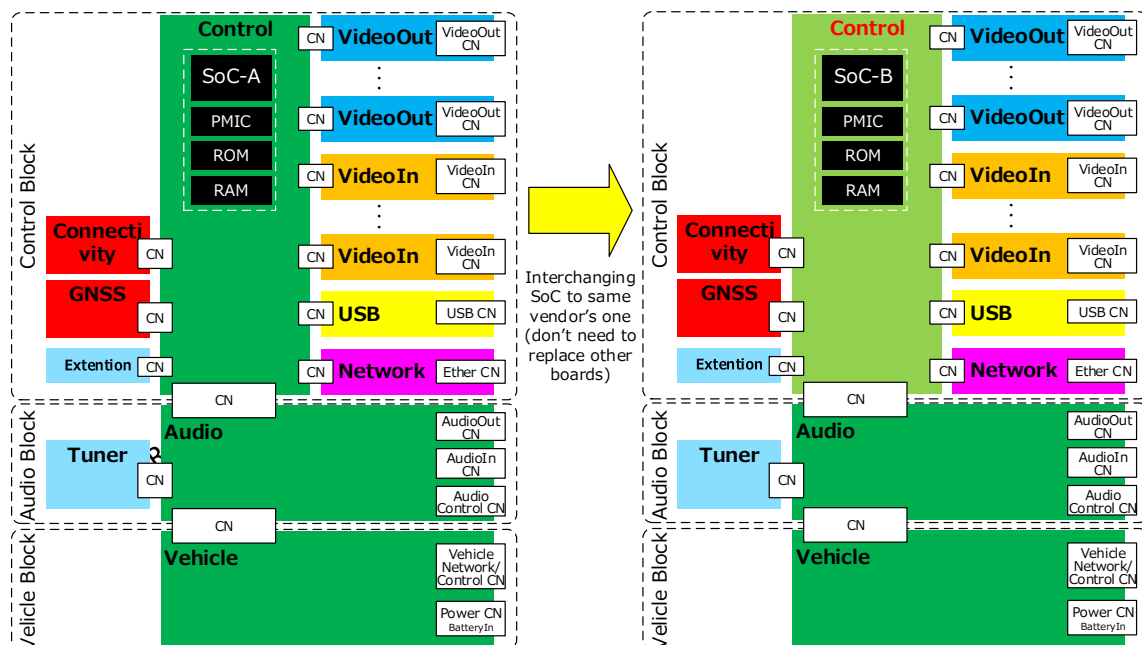 Control Block
Control
SoC-A
PMIC
ROM
RAM
CN
VideoOut
VideoOut
CN
⋮
CN
VideoOut
VideoOut
CN
CN
VideoIn
VideoIn
CN
⋮
CN
VideoIn
VideoIn
CN
CN
USB
USB CN
CN
Network
Ether CN
Connecti
vity
CN
GNSS
CN
Extention
CN
CN
Audio Block
Audio
Tuner
CN
AudioOut
CN
AudioIn
CN
Audio
Control CN
CN
Velicle Block
Vehicle
Vehicle
Network/
Control CN
Power CN
BatteryIn
Interchanging
SoC to same
vendor's one
(don't need to
replace other
boards)
Control Block
Control
SoC-B
PMIC
ROM
RAM
CN
VideoOut
VideoOut
CN
⋮
CN
VideoOut
VideoOut
CN
CN
VideoIn
VideoIn
CN
⋮
CN
VideoIn
VideoIn
CN
CN
USB
USB CN
CN
Network
Ether CN
Connecti
vity
CN
GNSS
CN
Extention
CN
CN
Audio Block
Audio
Tuner
CN
AudioOut
CN
AudioIn
CN
Audio
Control CN
CN
Velicle Block
Vehicle
Vehicle
Network/
Control CN
Power CN
BatteryIn